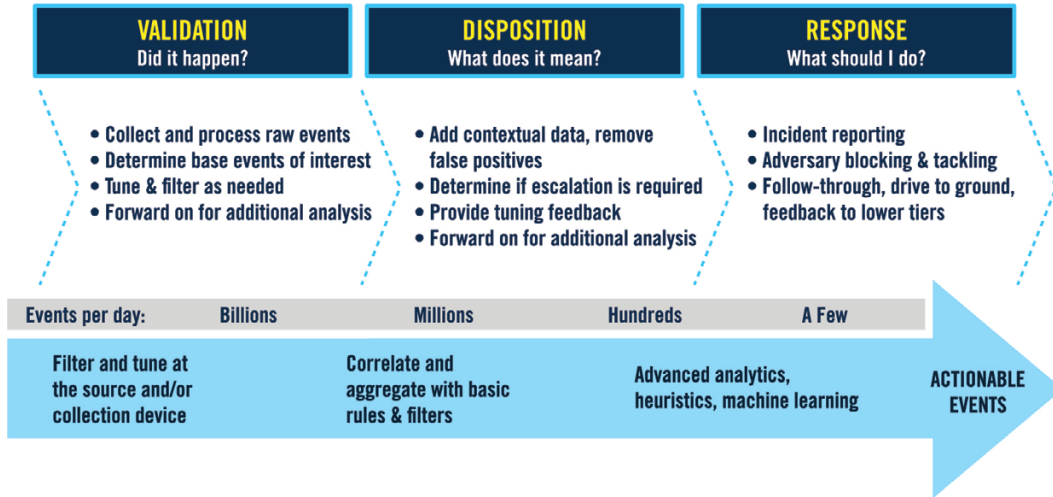 VALIDATION
Did it happen?
DISPOSITION
What does it mean?
RESPONSE
What should I do?
• Collect and process raw events
• Determine base events of interest
• Tune & filter as needed
• Forward on for additional analysis
• Add contextual data, remove
false positives
• Determine if escalation is required
• Provide tuning feedback
• Forward on for additional analysis
• Incident reporting
• Adversary blocking & tackling
• Follow-through, drive to ground,
feedback to lower tiers
Events per day: Billions Millions Hundreds A Few
Filter and tune at
the source and/or
collection device
Correlate and
aggregate with basic
rules & filters
Advanced analytics,
heuristics, machine learning
ACTIONABLE
EVENTS